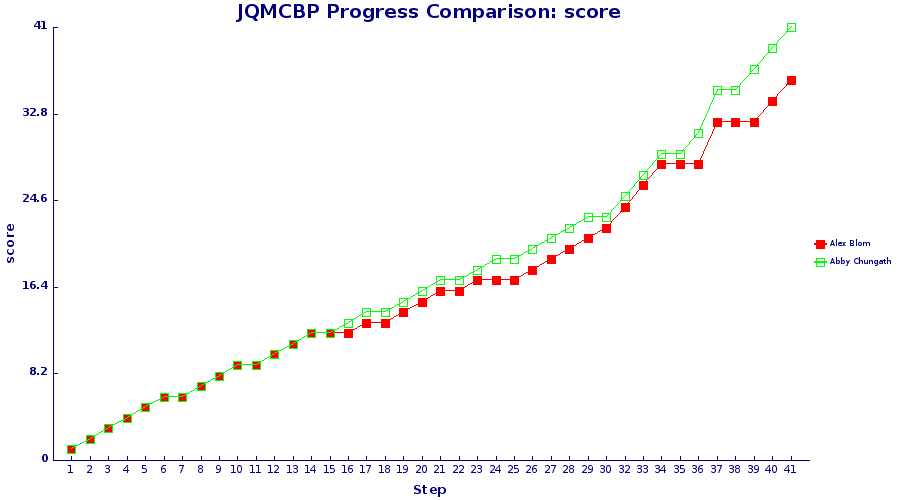 JQMCBP Progress Comparison: score
41
32.8
24.6
16.4
8.2
0
score
1 2 3 4 5 6 7 8 9 10 11 12 13 14 15 16 17 18 19 20 21 22 23 24 25 26 27 28 29 30 32 33 34 35 36 37 38 39 40 41
Step
Alex Blom
Abby Chungath